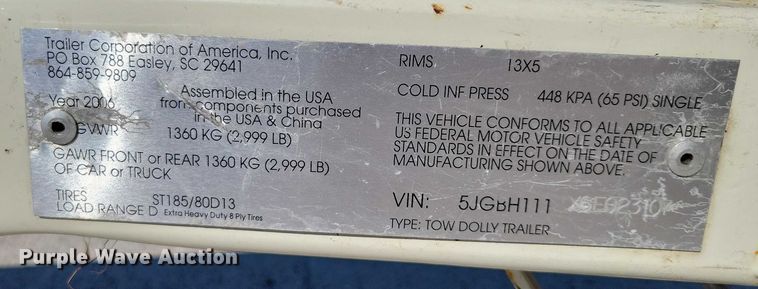 Trailer Corporation of America, Inc.
PO Box 788 Easley, SC 29641
864-859-9809
Year 2006
Assembled in the USA
from components purchased
in the USA & China
GVWR 1360 KG (2,999 LB)
GAWR FRONT or REAR 1360 KG (2,999 LB)
OF CAR or TRUCK
TIRES ST185/80D13
LOAD RANGE D Extra Heavy Duty 8 Ply Tires
RIMS 13X5
COLD INF PRESS 448 KPA (65 PSI) SINGLE
THIS VEHICLE CONFORMS TO ALL APPLICABLE
US FEDERAL MOTOR VEHICLE SAFETY
STANDARDS IN EFFECT ON THE DATE OF
MANUFACTURING SHOWN ABOVE.
VIN: 5JGBH111
TYPE: TOW DOLLY TRAILER
Purple Wave Auction